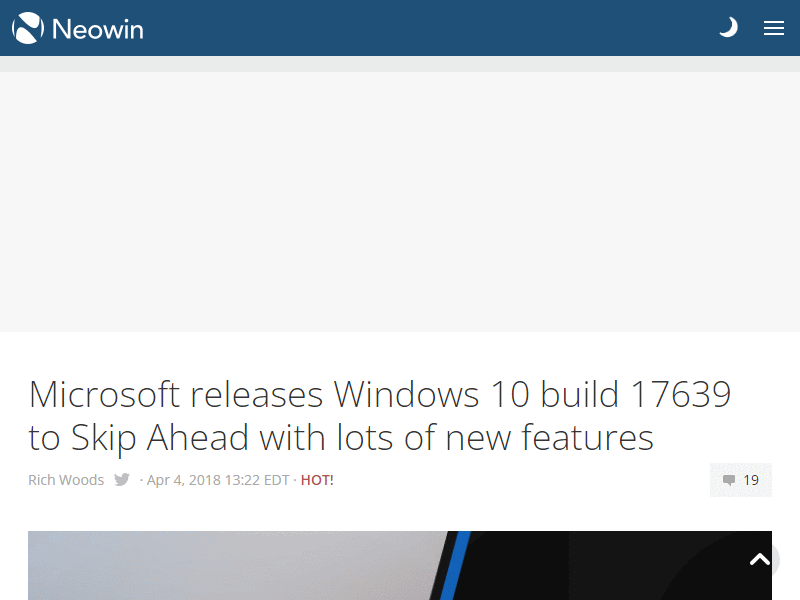 Neowin
Microsoft releases Windows 10 build 17639
to Skip Ahead with lots of new features
Rich Woods · Apr 4, 2018 13:22 EDT · HOT!
19